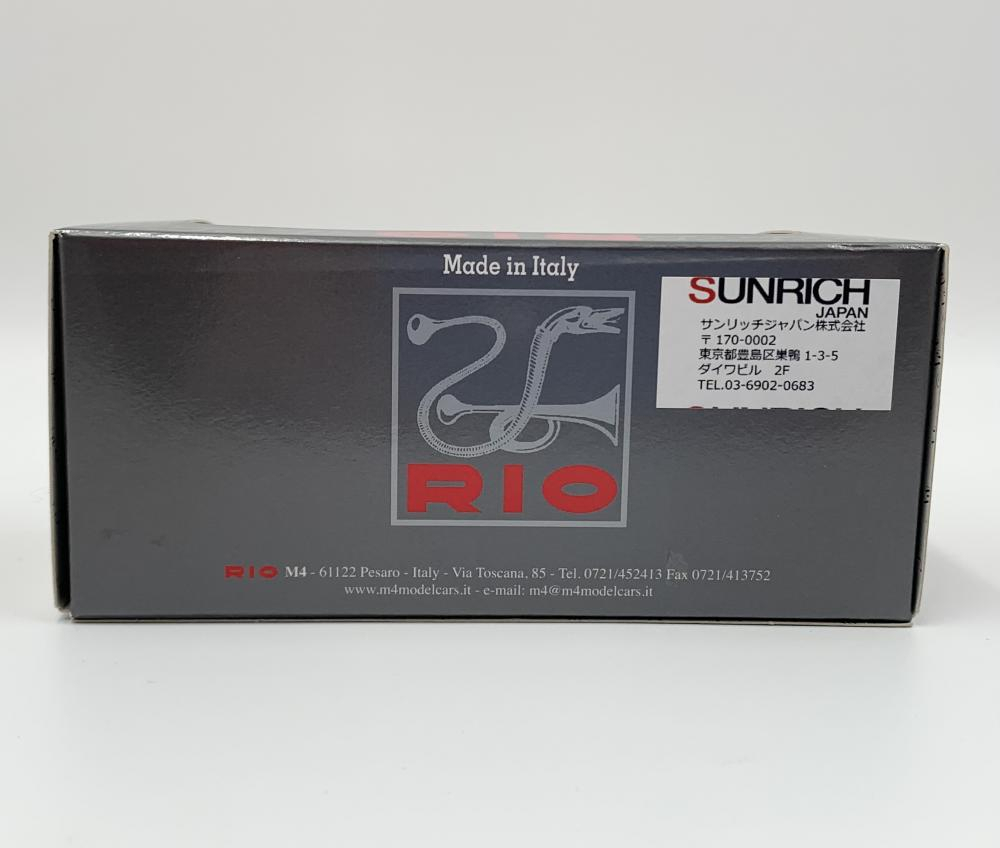 Made in Italy
SUNRICH
JAPAN
サンリッチジャパン株式会社
〒 170-0002
東京都豊島区巣鴨 1-3-5
ダイワビル 2F
TEL.03-6902-0683
RIO
RIO M4 - 61122 Pesaro - Italy - Via Toscana, 85 - Tel. 0721/452413 Fax 0721/413752
www.m4modelcars.it - e-mail: m4@m4modelcars.it